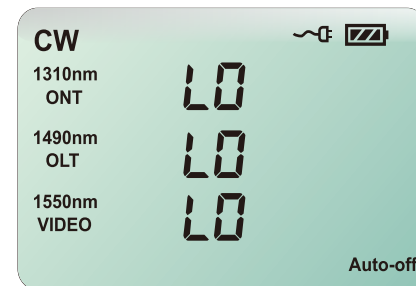 CW
1310nm LO
ONT
1490nm LO
OLT
1550nm LO
VIDEO
Auto-off